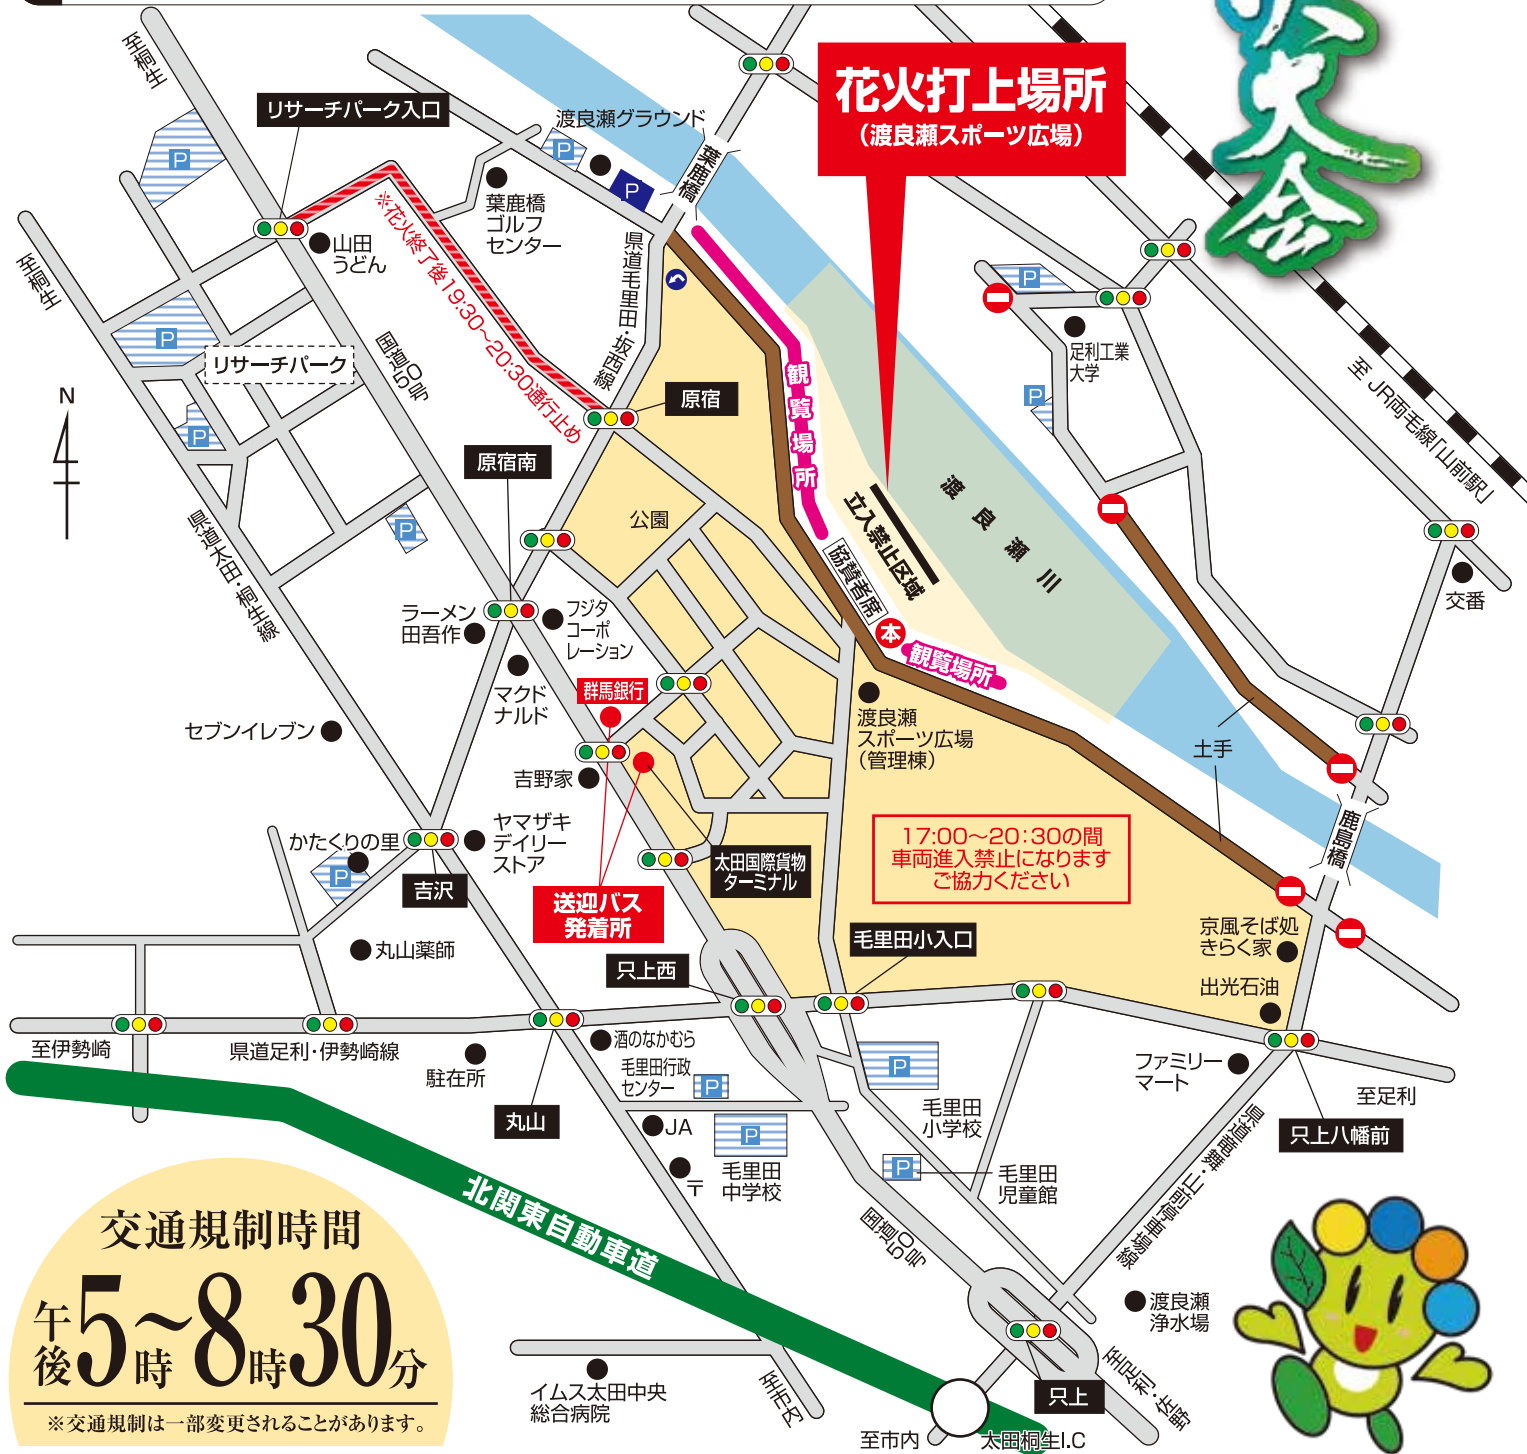 火大会
花火打上場所
(渡良瀬スポーツ広場)
至桐生
リサーチパーク入口
渡良瀬グラウンド
P
P
P
葉鹿橋
葉鹿橋
ゴルフ
センター
山田
うどん
※花火終了後19:30~20:30通行止め
県道毛里田・坂西線
至桐生
P
リサーチパーク
国道50号
P
N
原宿
原宿南
観覧場所
P
足利工業
大学
P
至 JR両毛線「山前駅」
渡良瀬川
立入禁止区域
協賛者席
本
観覧場所
公園
P
県道太田・桐生線
ラーメン
田吾作
フジタ
コーポ
レーション
マクド
ナルド
群馬銀行
セブンイレブン
吉野家
交番
渡良瀬
スポーツ広場
(管理棟)
土手
鹿島橋
かたくりの里
P
ヤマザキ
デイリー
ストア
吉沢
太田国際貨物
ターミナル
17:00~20:30の間
車両進入禁止になります
ご協力ください
送迎バス
発着所
丸山薬師
只上西
毛里田小入口
京風そば処
きらく家
出光石油
至伊勢崎
県道足利・伊勢崎線
駐在所
酒のなかむら
毛里田行政
センター
P
P
毛里田
小学校
ファミリー
マート
至足利
丸山
JA
〒
P
毛里田
中学校
P
毛里田
児童館
只上八幡前
県道竜舞・山前停車場線
北関東自動車道
国道50号
渡良瀬
浄水場
交通規制時間
午後5時~8時30分
※交通規制は一部変更されることがあります。
イムス太田中央
総合病院
至市内
只上
至足利・佐野
至市内
太田桐生I.C